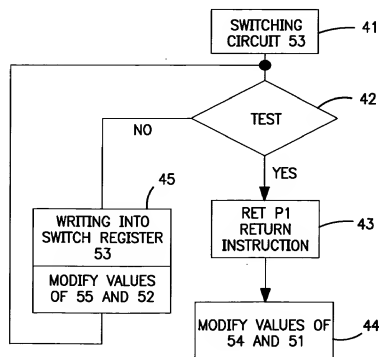 SWITCHING
CIRCUIT 53
41
42
TEST
NO
YES
45
WRITING INTO
SWITCH REGISTER
53
MODIFY VALUES
OF 55 AND 52
RET P1
RETURN
INSTRUCTION
43
MODIFY VALUES OF
54 AND 51
44